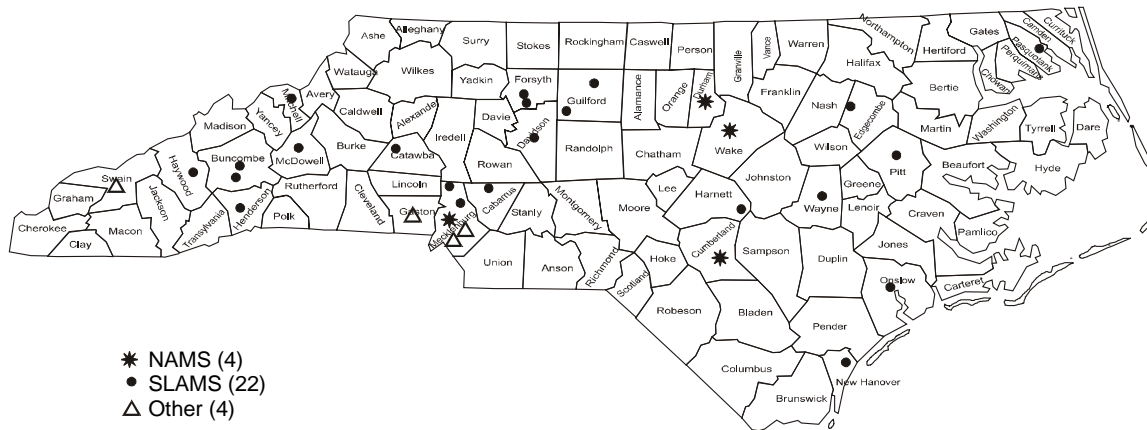 Ashe
Alleghany
Surry
Stokes
Rockingham
Caswell
Person
Granville
Vance
Warren
Northampton
Gates
Camden
Currituck
Pasquotank
Perquimans
Chowan
Hertiford
Halifax
Watauga
Wilkes
Yadkin
Forsyth
Guilford
Alamance
Orange
Durham
Franklin
Nash
Edgecombe
Bertie
Mitchell
Avery
Caldwell
Alexander
Iredell
Davie
Davidson
Randolph
Chatham
Wake
Wilson
Martin
Washington
Tyrrell
Dare
Madison
Yancey
McDowell
Burke
Catawba
Rowan
Johnston
Greene
Pitt
Beaufort
Hyde
Swain
Haywood
Buncombe
Rutherford
Lincoln
Lee
Harnett
Wayne
Lenoir
Craven
Pamlico
Graham
Jackson
Henderson
Polk
Cleveland
Gaston
Mecklenburg
Cabarrus
Stanly
Montgomery
Moore
Cherokee
Macon
Clay
Transylvania
Union
Anson
Richmond
Scotland
Hoke
Cumberland
Sampson
Duplin
Jones
Onslow
Carteret
Robeson
Bladen
Pender
Columbus
Brunswick
New Hanover
NAMS (4)
SLAMS (22)
Other (4)